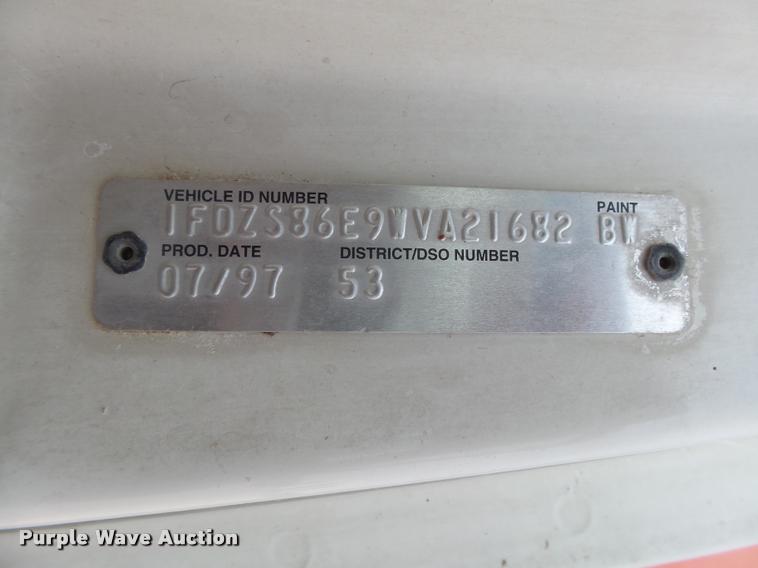 VEHICLE ID NUMBER PAINT
1FDZS86E9WVA21682 BW
PROD. DATE DISTRICT/DSO NUMBER
07/97 53
Purple Wave Auction